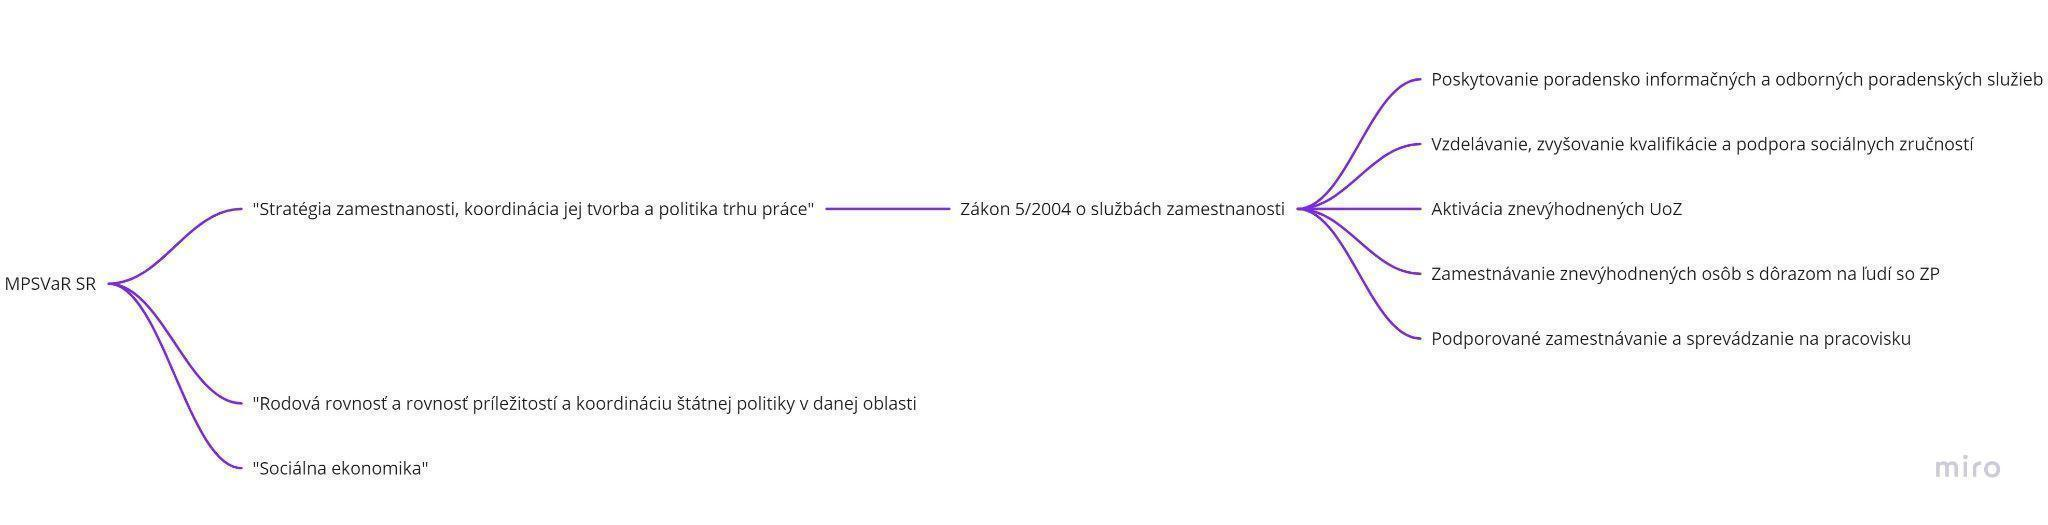 MPSVaR SR
"Stratégia zamestnanosti, koordinácia jej tvorba a politika trhu práce"
Zákon 5/2004 o službách zamestnanosti
Poskytovanie poradensko informačných a odborných poradenských služieb
Vzdelávanie, zvyšovanie kvalifikácie a podpora sociálnych zručností
Aktivácia znevýhodnených UoZ
Zamestnávanie znevýhodnených osôb s dôrazom na ľudí so ZP
Podporované zamestnávanie a sprevádzanie na pracovisku
"Rodová rovnosť a rovnosť príležitostí a koordináciu štátnej politiky v danej oblasti
"Sociálna ekonomika"
miro